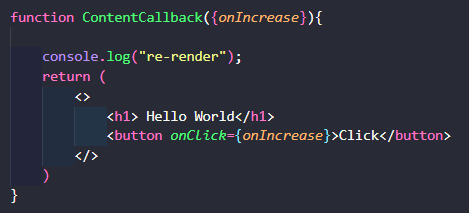 function ContentCallback({onIncrease}){
console.log("re-render");
return (
<>
<h1> Hello World</h1>
<button onClick={onIncrease}>Click</button>
</>
)
}